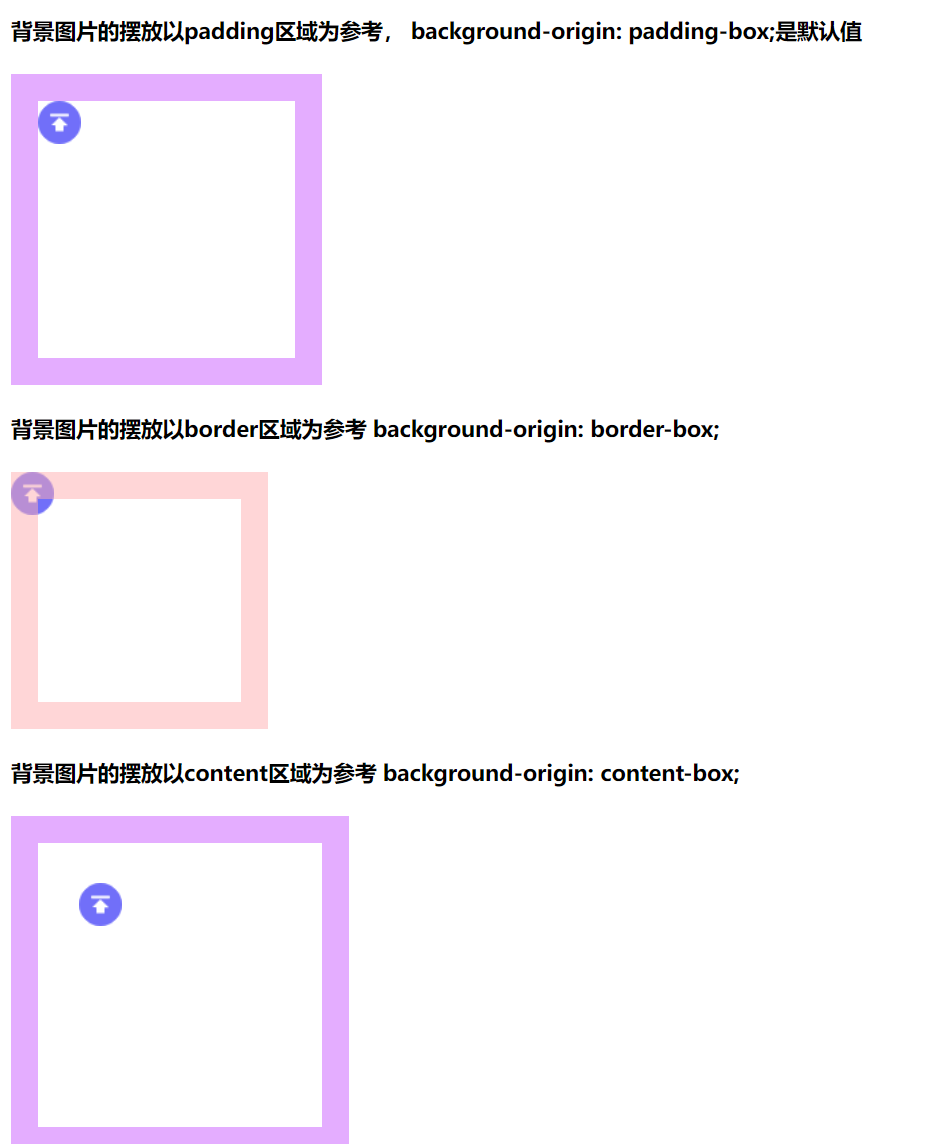 背景图片的摆放以padding区域为参考， background-origin: padding-box;是默认值
背景图片的摆放以border区域为参考 background-origin: border-box;
背景图片的摆放以content区域为参考 background-origin: content-box;